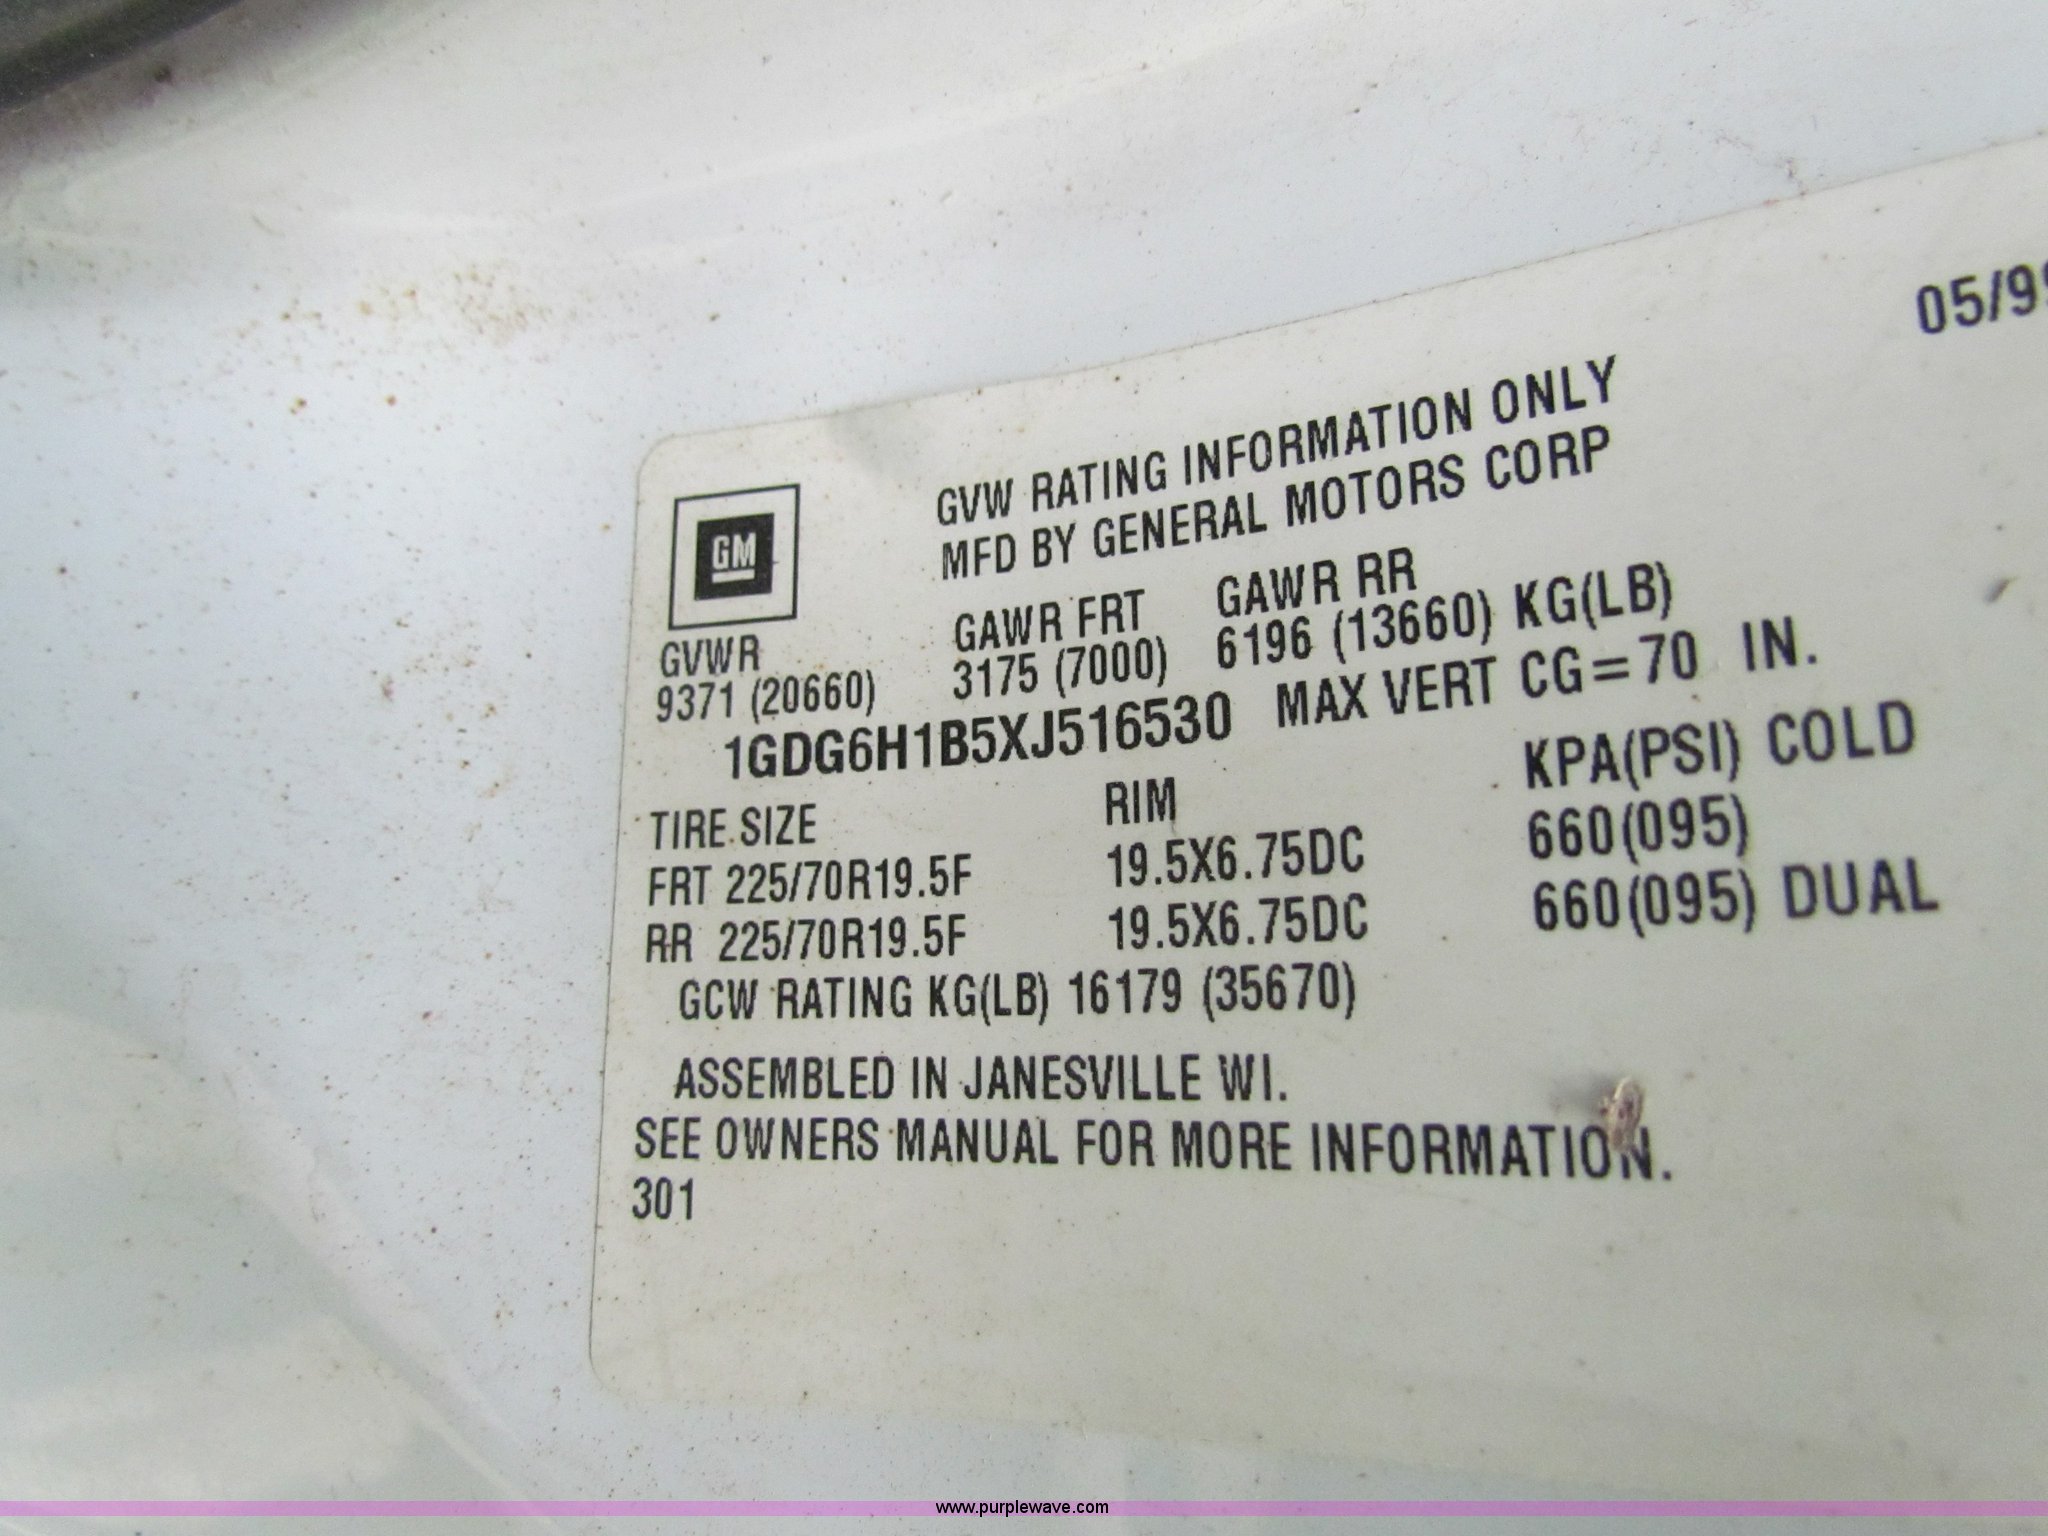 05/99
GVW RATING INFORMATION ONLY
MFD BY GENERAL MOTORS CORP
GM
GVWR GAWR FRT GAWR RR
9371 (20660) 3175 (7000) 6196 (13660) KG(LB)
1GDG6H1B5XJ516530 MAX VERT CG=70 IN.
TIRE SIZE RIM KPA(PSI) COLD
FRT 225/70R19.5F 19.5X6.75DC 660(095)
RR 225/70R19.5F 19.5X6.75DC 660(095) DUAL
GCW RATING KG(LB) 16179 (35670)
ASSEMBLED IN JANESVILLE WI.
SEE OWNERS MANUAL FOR MORE INFORMATION.
301
www.purplewave.com